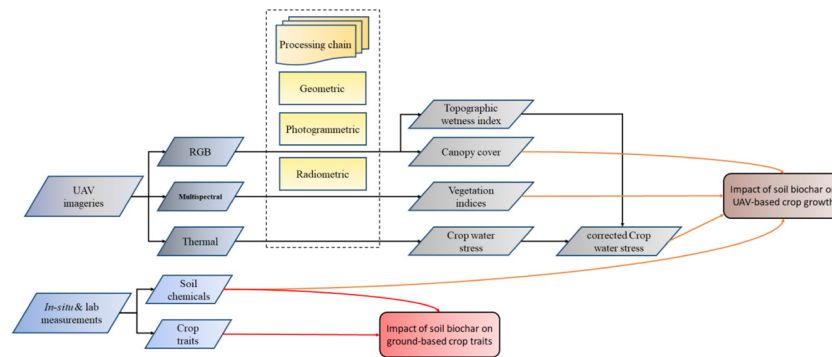 Processing chain
Geometric
Photogrammetric
Radiometric
UAV
imageries
RGB
Multispectral
Thermal
Topographic
wetness index
Canopy cover
Vegetation
indices
Crop water
stress
corrected Crop
water stress
Impact of soil biochar on
UAV-based crop growth
In-situ & lab
measurements
Soil
chemicals
Crop
traits
Impact of soil biochar on
ground-based crop traits